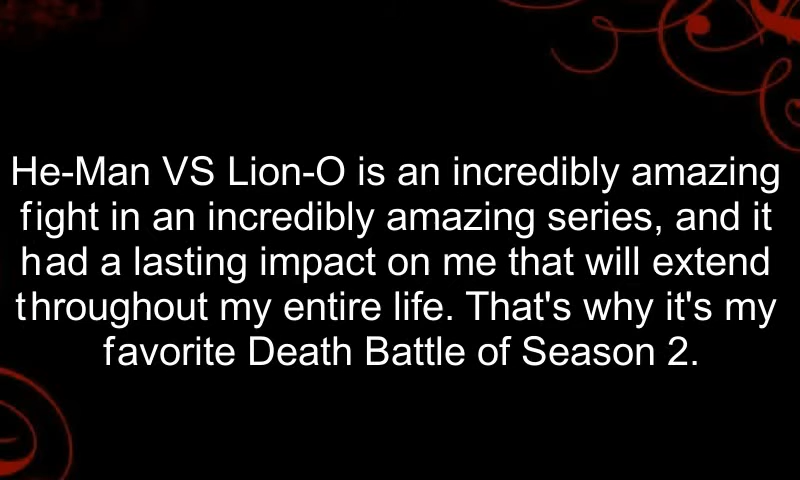 He-Man VS Lion-O is an incredibly amazing
fight in an incredibly amazing series, and it
had a lasting impact on me that will extend
throughout my entire life. That's why it's my
favorite Death Battle of Season 2.